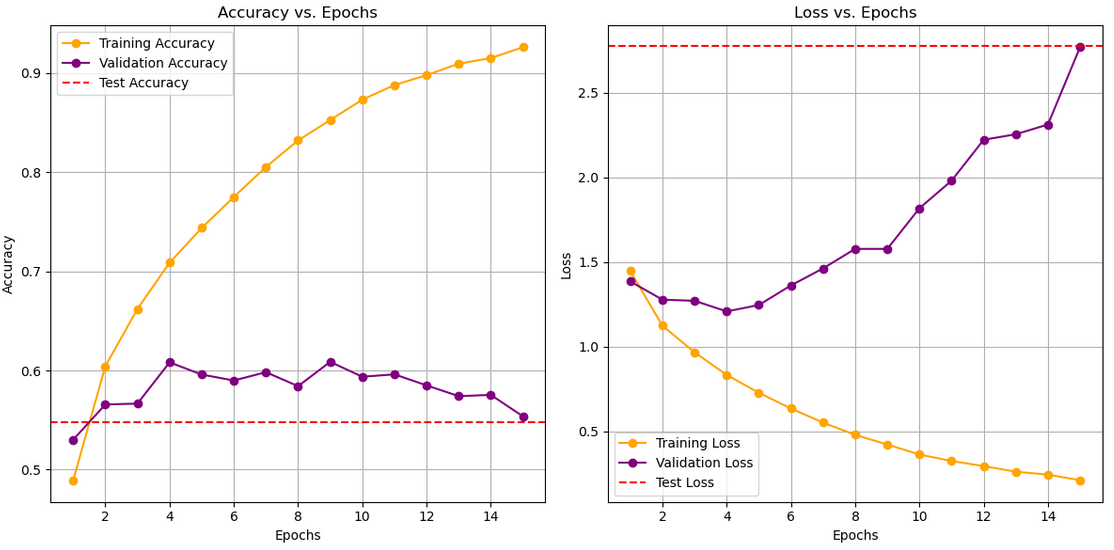 Accuracy vs. Epochs
Training Accuracy
Validation Accuracy
Test Accuracy
0.9
0.8
0.7
0.6
0.5
Accuracy
2 4 6 8 10 12 14
Epochs
Loss vs. Epochs
2.5
2.0
1.5
1.0
0.5
Loss
Training Loss
Validation Loss
Test Loss
2 4 6 8 10 12 14
Epochs